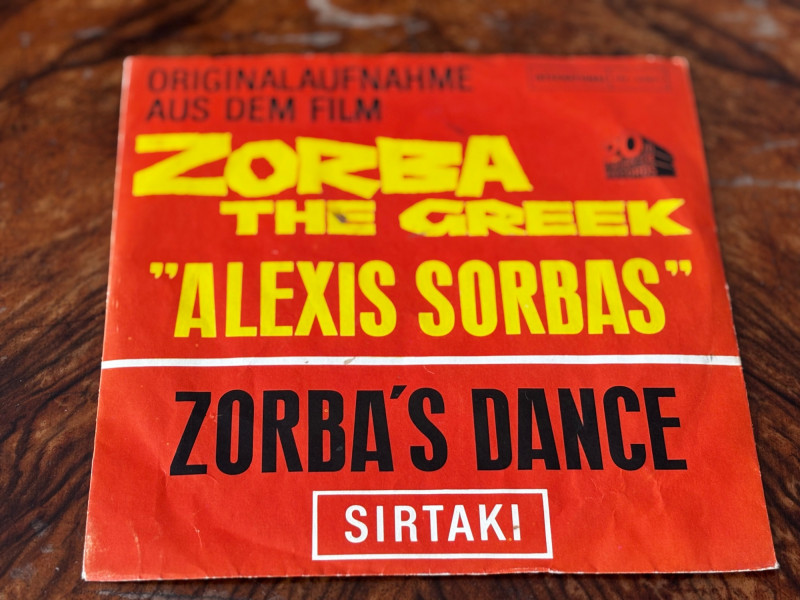 ORIGINALAUFNAHME
AUS DEM FILM
ZORBA
THE GREEK
"ALEXIS SORBAS"
ZORBA'S DANCE
SIRTAKI